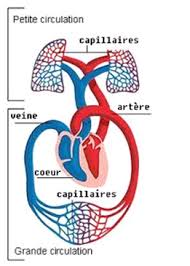 Petite circulation
capillaires
veine
artère
coeur
capillaires
Grande circulation